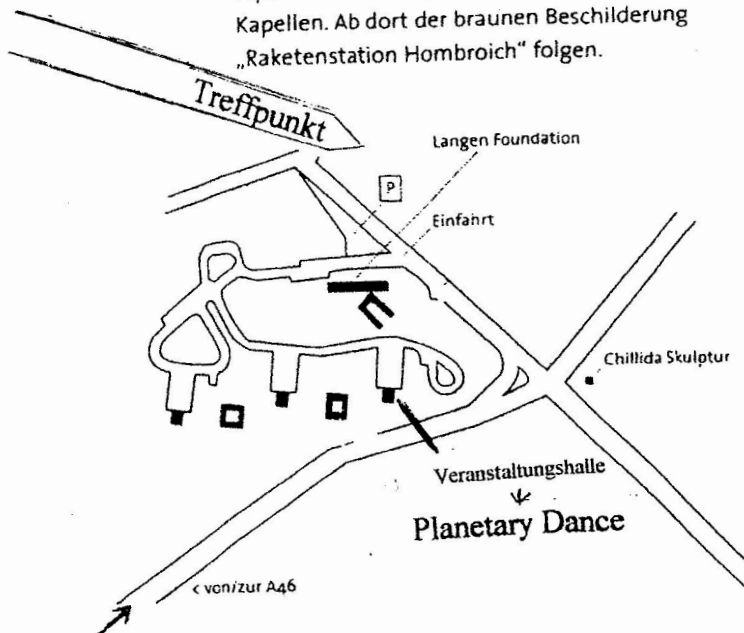 Kapellen. Ab dort der braunen Beschilderung
„Raketenstation Hombroich“ folgen.
Treffpunkt
Langen Foundation
P
Einfahrt
Chillida Skulptur
Veranstaltungshalle
Planetary Dance
< von/zur A46